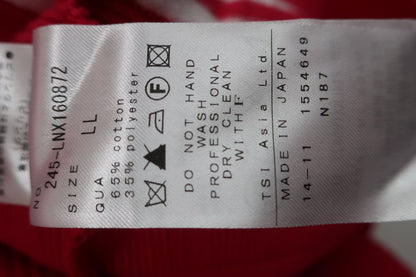 NO 245-LNX160872
SIZE LL
QUA
65% cotton
35% polyester
F
DO NOT HAND
WASH
PROFESSIONAL
DRY CLEAN
WITH F
TSI Asia Ltd.
MADE IN JAPAN
14-11 1554649
N187